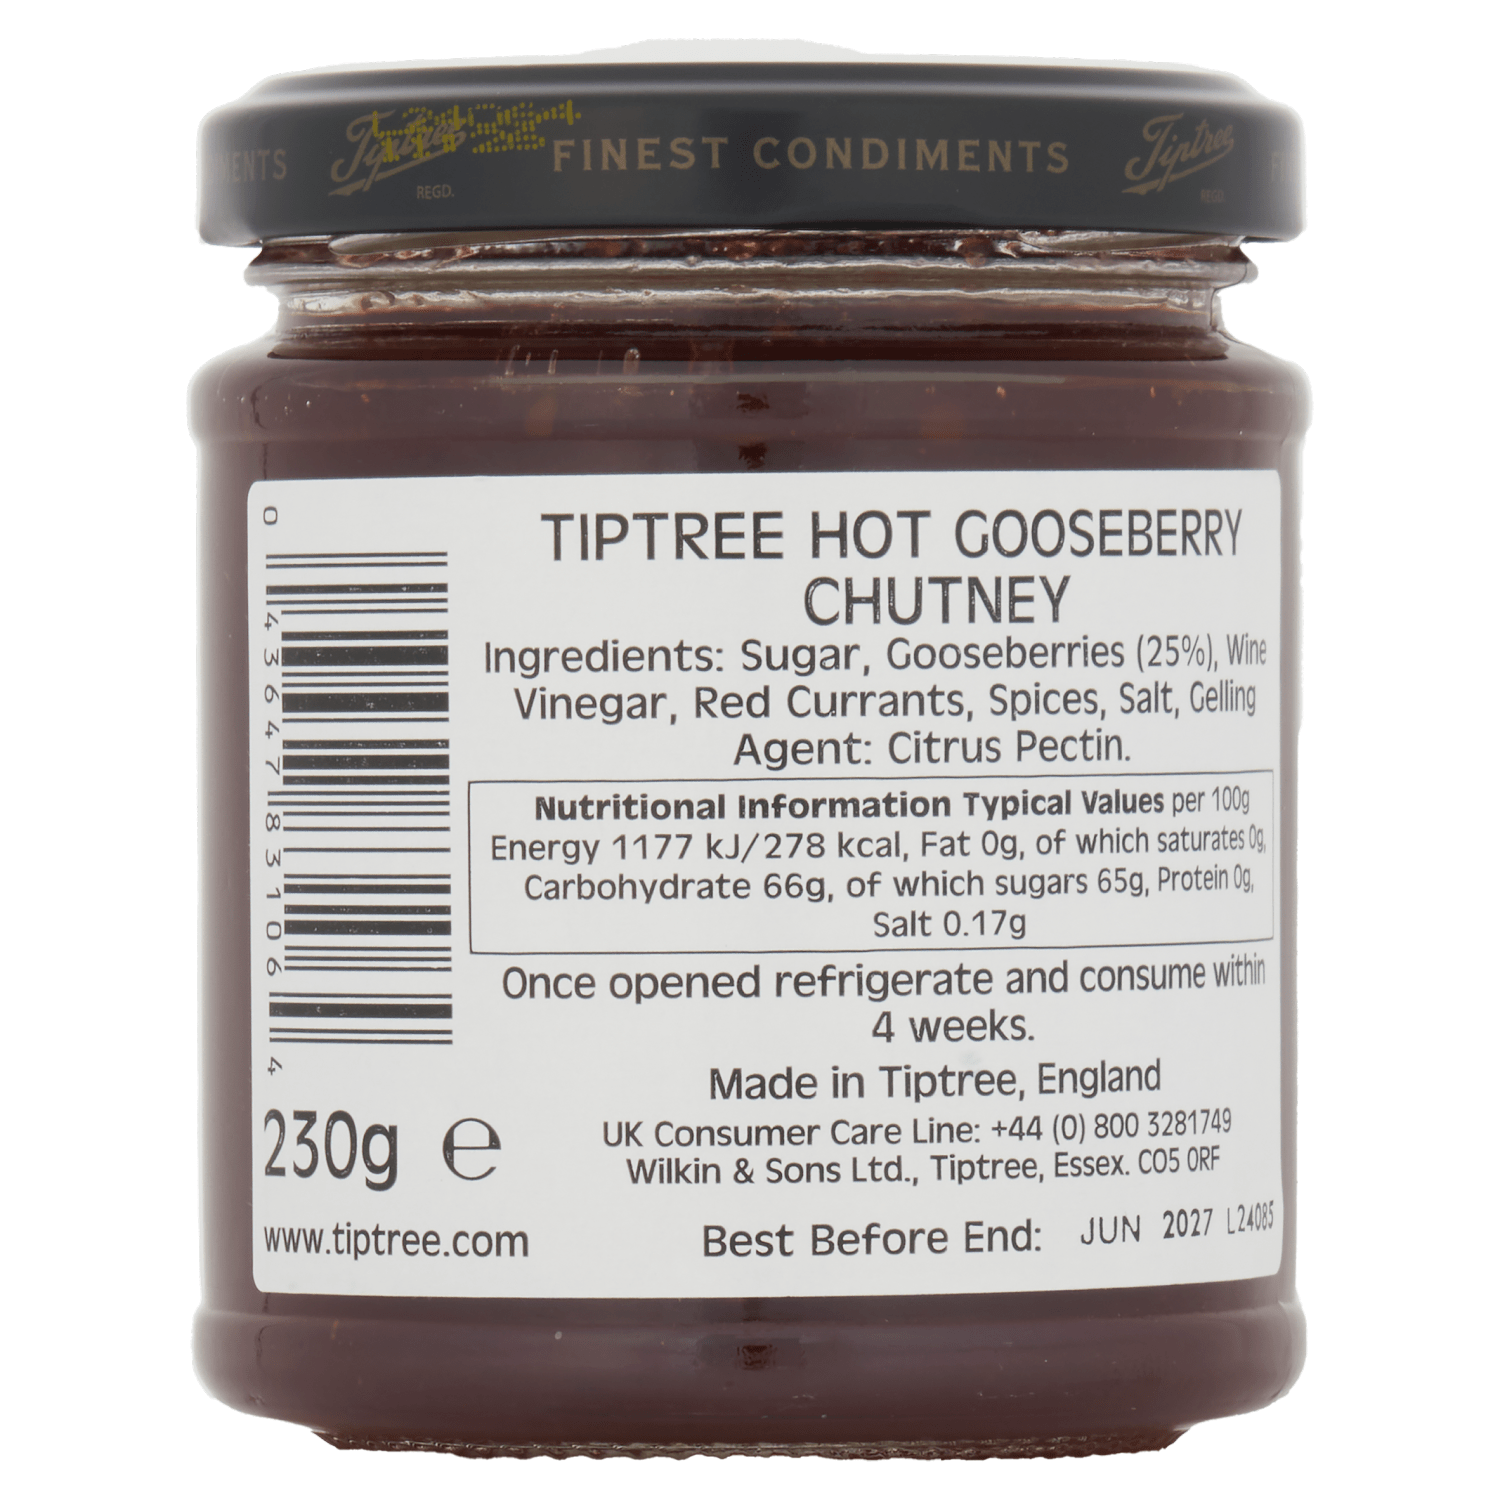 MENTS Tiptree REGD. FINEST CONDIMENTS Tiptree REGD.
TIPTREE HOT GOOSEBERRY
CHUTNEY
Ingredients: Sugar, Gooseberries (25%), Wine
Vinegar, Red Currants, Spices, Salt, Gelling
Agent: Citrus Pectin.
Nutritional Information Typical Values per 100g
Energy 1177 kJ/278 kcal, Fat 0g, of which saturates 0g,
Carbohydrate 66g, of which sugars 65g, Protein 0g,
Salt 0.17g
Once opened refrigerate and consume within
4 weeks.
Made in Tiptree, England
UK Consumer Care Line: +44 (0) 800 3281749
Wilkin & Sons Ltd., Tiptree, Essex. CO5 0RF
Best Before End: JUN 2027 L24085
0 43647 83106 4
230g e
www.tiptree.com